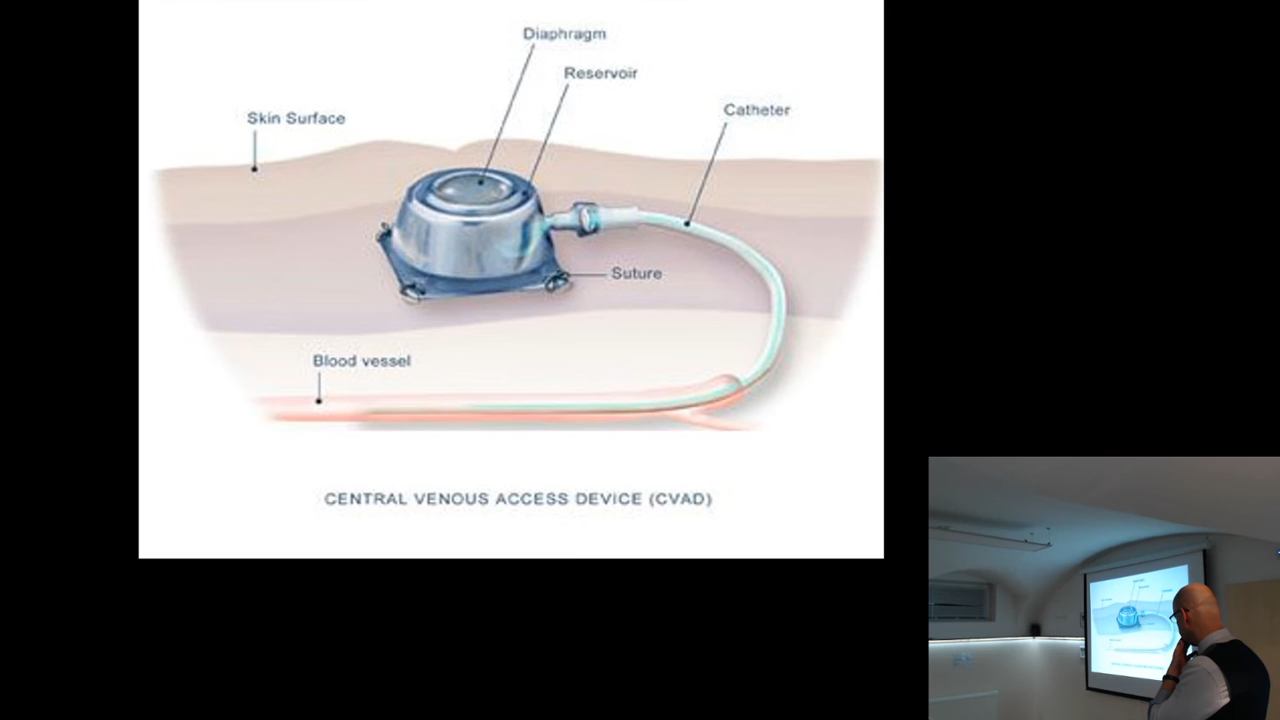 Diaphragm
Reservoir
Catheter
Skin Surface
Suture
Blood vessel
CENTRAL VENOUS ACCESS DEVICE (CVAD)